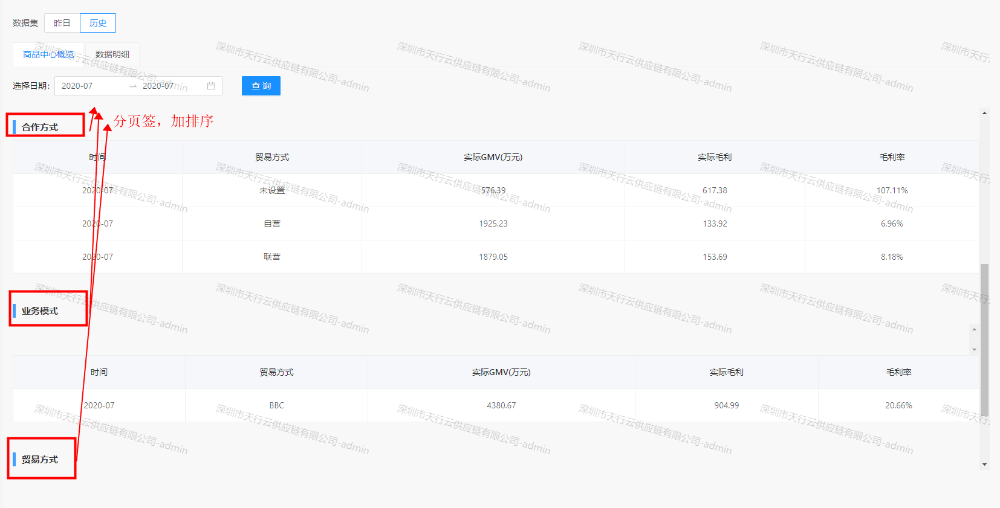 数据集 昨日 历史
商品中心概览 数据明细
选择日期: 2020-07 → 2020-07 查 询
分页签，加排序
合作方式
时间 贸易方式 实际GMV(万元) 实际毛利 毛利率
2020-07 未设置 576.39 617.38 107.11%
2020-07 自营 1925.23 133.92 6.96%
2020-07 联营 1879.05 153.69 8.18%
业务模式
时间 贸易方式 实际GMV(万元) 实际毛利 毛利率
2020-07 BBC 4380.67 904.99 20.66%
贸易方式
深圳市天行云供应链有限公司-admin